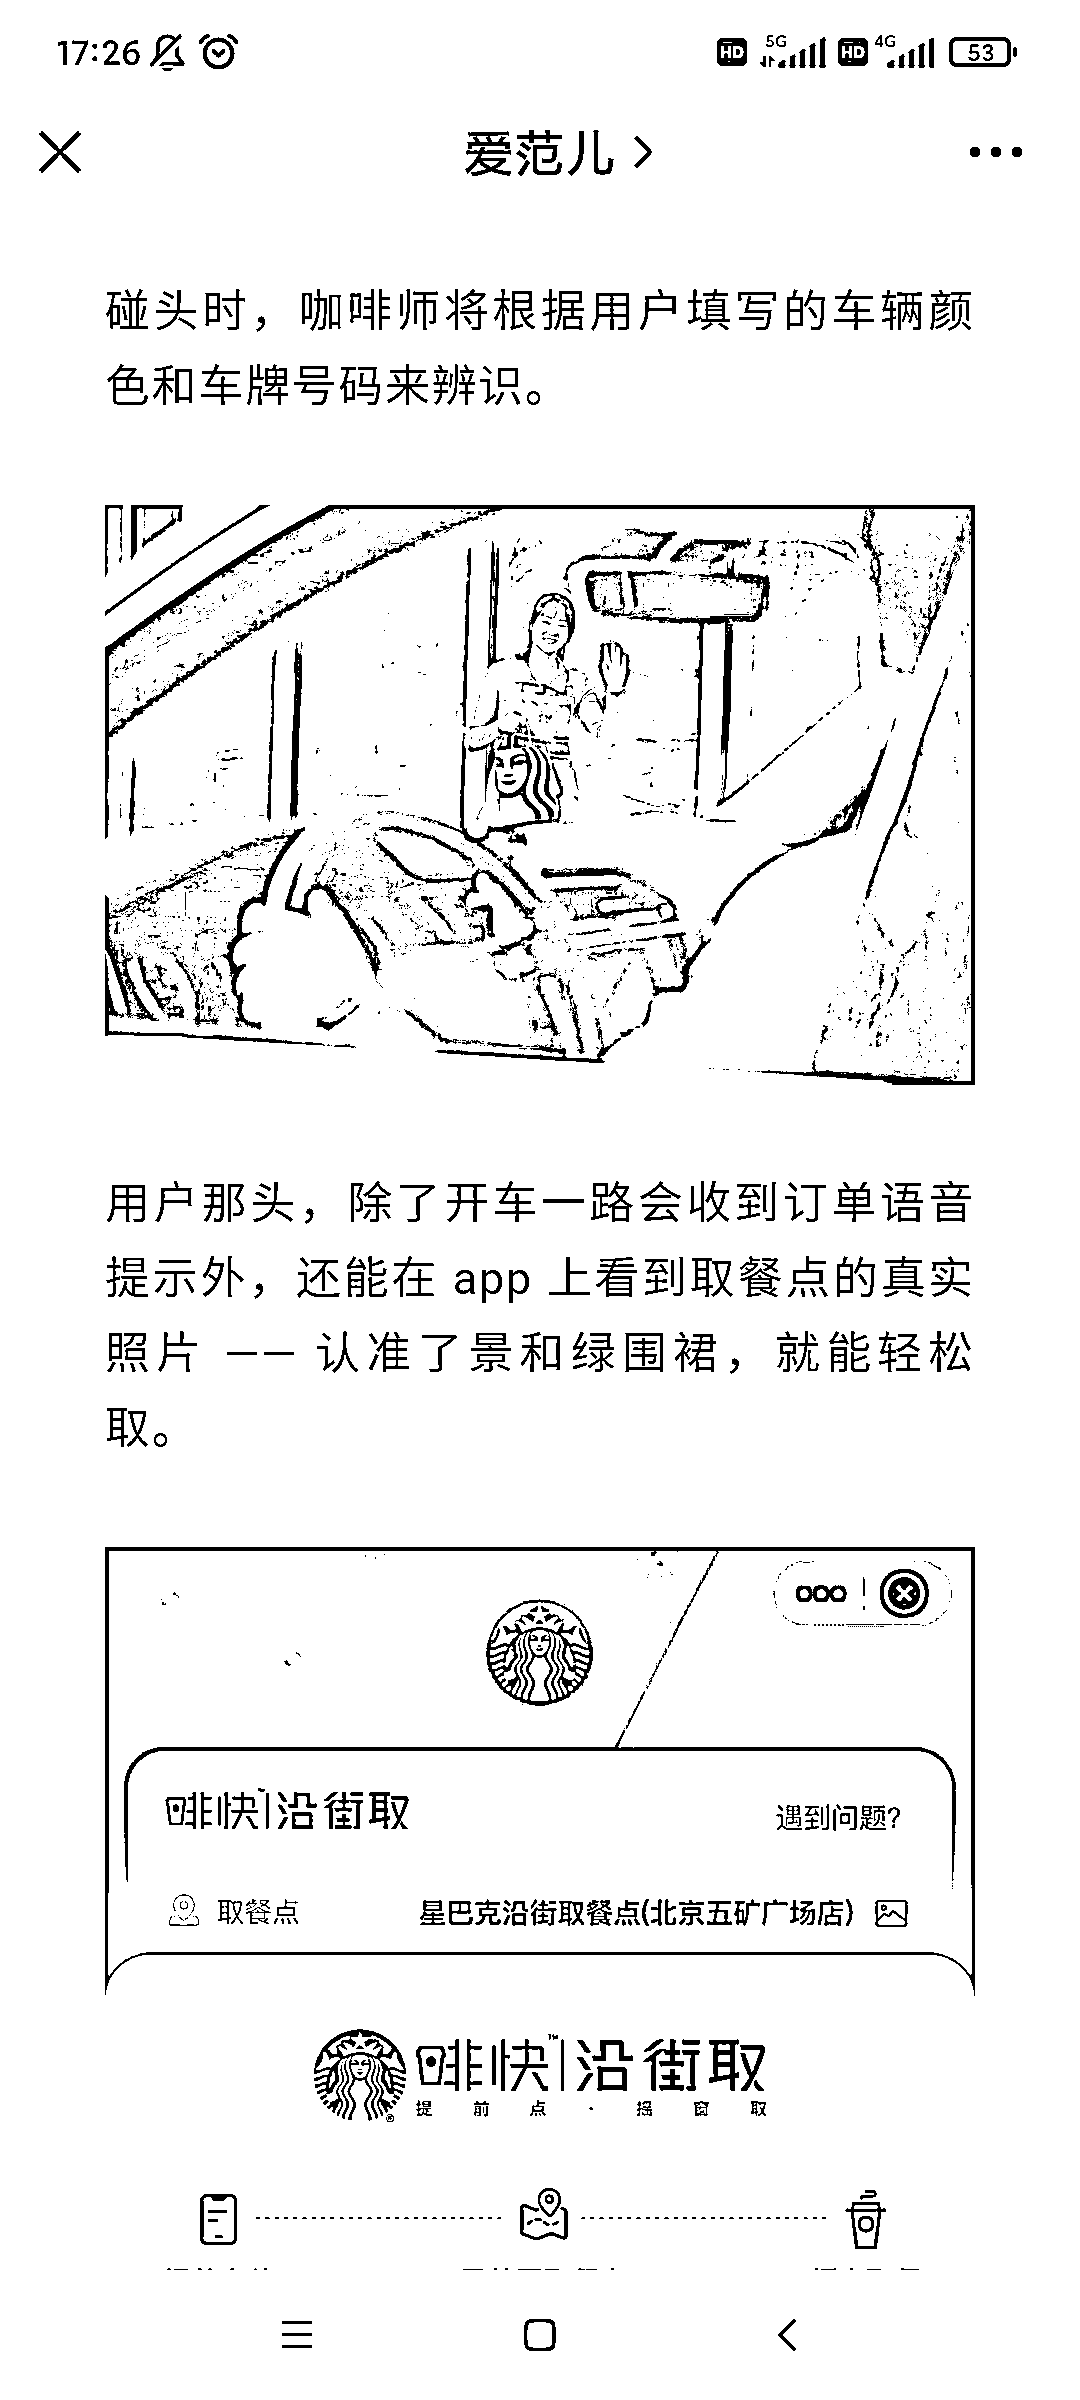 17:26
HD 5G HD 4G 53
爱范儿
碰头时，咖啡师将根据用户填写的车辆颜
色和车牌号码来辨识。
用户那头，除了开车一路会收到订单语音
提示外，还能在 app 上看到取餐点的真实
照片 —— 认准了景和绿围裙，就能轻松
取。
啡快|沿街取
遇到问题?
取餐点
星巴克沿街取餐点(北京五矿广场店)
啡快™|沿街取
提前点·摇窗取